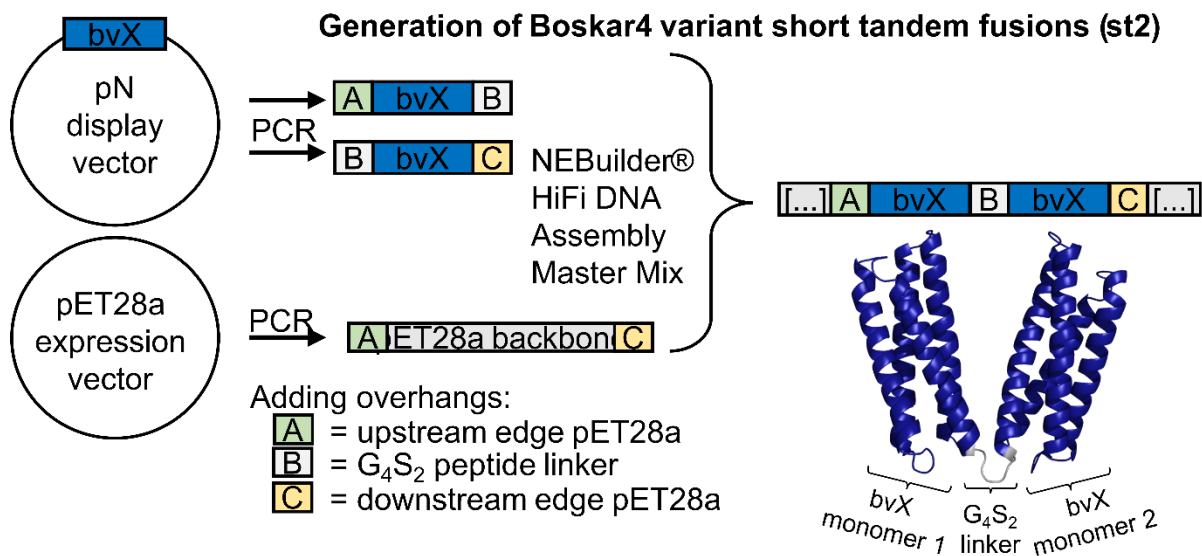 Generation of Boskar4 variant short tandem fusions (st2)
bvX
pN
display
vector
PCR
A bvX B
B bvX C
NEBuilder®
HiFi DNA
Assembly
Master Mix
[...] A bvX B bvX C [...]
pET28a
expression
vector
PCR
A pET28a backbon C
Adding overhangs:
A = upstream edge pET28a
B = G₄S₂ peptide linker
C = downstream edge pET28a
bvX
monomer 1
G₄S₂
linker
bvX
monomer 2